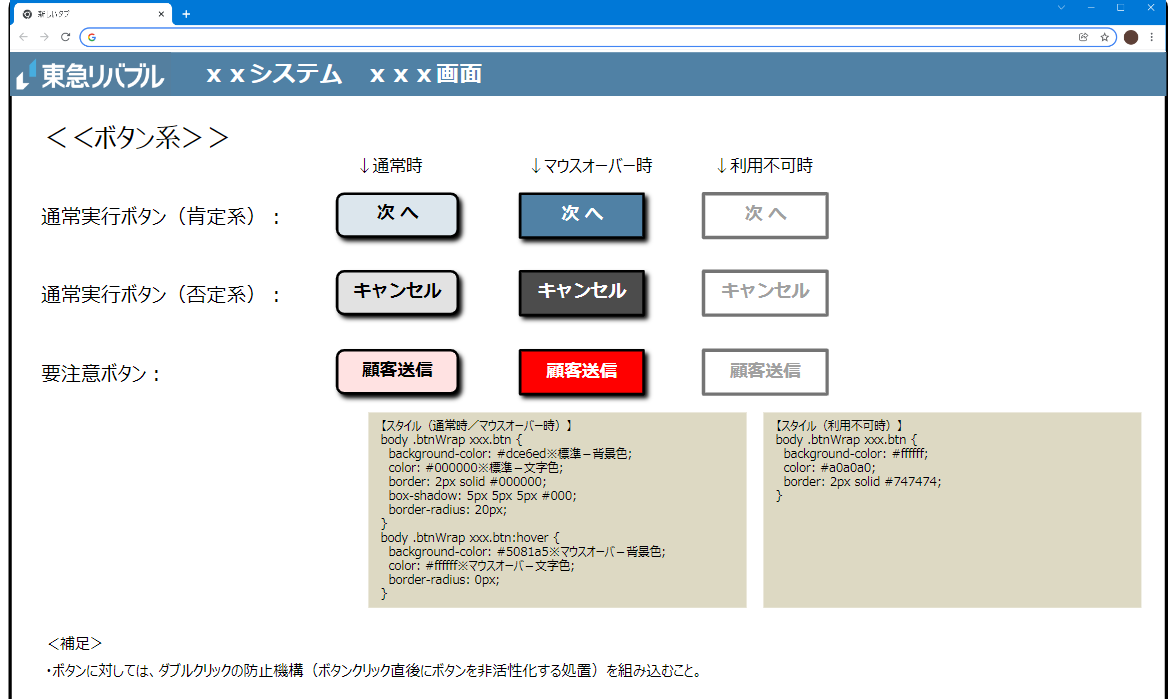 新しいタブ
東急リバブル ｘｘシステム ｘｘｘ画面
＜＜ボタン系＞＞
↓通常時 ↓マウスオーバー時 ↓利用不可時
通常実行ボタン（肯定系）： 次 へ 次 へ 次 へ
通常実行ボタン（否定系）： キャンセル キャンセル キャンセル
要注意ボタン： 顧客送信 顧客送信 顧客送信
【スタイル（通常時／マウスオーバー時）】
body .btnWrap xxx.btn {
background-color: #dce6ed※標準－背景色;
color: #000000※標準－文字色;
border: 2px solid #000000;
box-shadow: 5px 5px 5px #000;
border-radius: 20px;
}
body .btnWrap xxx.btn:hover {
background-color: #5081a5※マウスオーバ－背景色;
color: #ffffff※マウスオーバ－文字色;
border-radius: 0px;
}
【スタイル（利用不可時）】
body .btnWrap xxx.btn {
background-color: #ffffff;
color: #a0a0a0;
border: 2px solid #747474;
}
＜補足＞
・ボタンに対しては、ダブルクリックの防止機構（ボタンクリック直後にボタンを非活性化する処置）を組み込むこと。